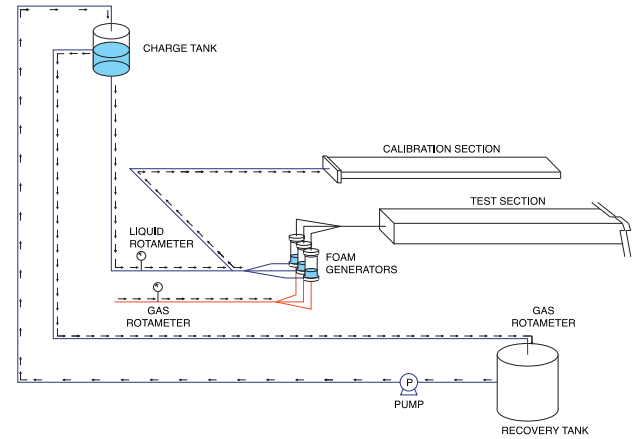 CHARGE TANK
CALIBRATION SECTION
TEST SECTION
LIQUID
ROTAMETER
FOAM
GENERATORS
GAS
ROTAMETER
GAS
ROTAMETER
P
PUMP
RECOVERY TANK